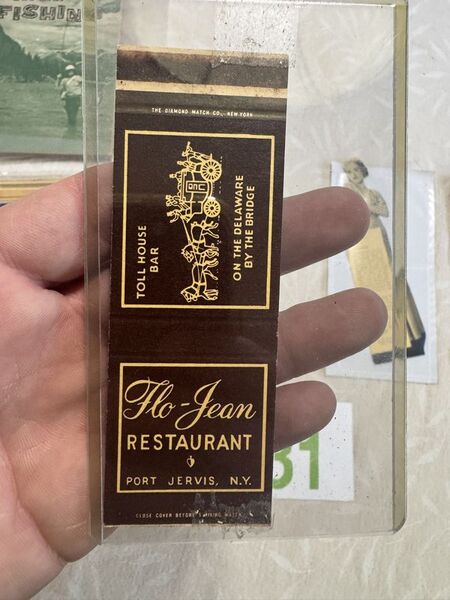 FISHIN
THE DIAMOND MATCH CO., NEW YORK
TOLL HOUSE
BAR
ON THE DELAWARE
BY THE BRIDGE
Flo-Jean
RESTAURANT
PORT JERVIS, N.Y.
CLOSE COVER BEFORE STRIKING MATCH
31